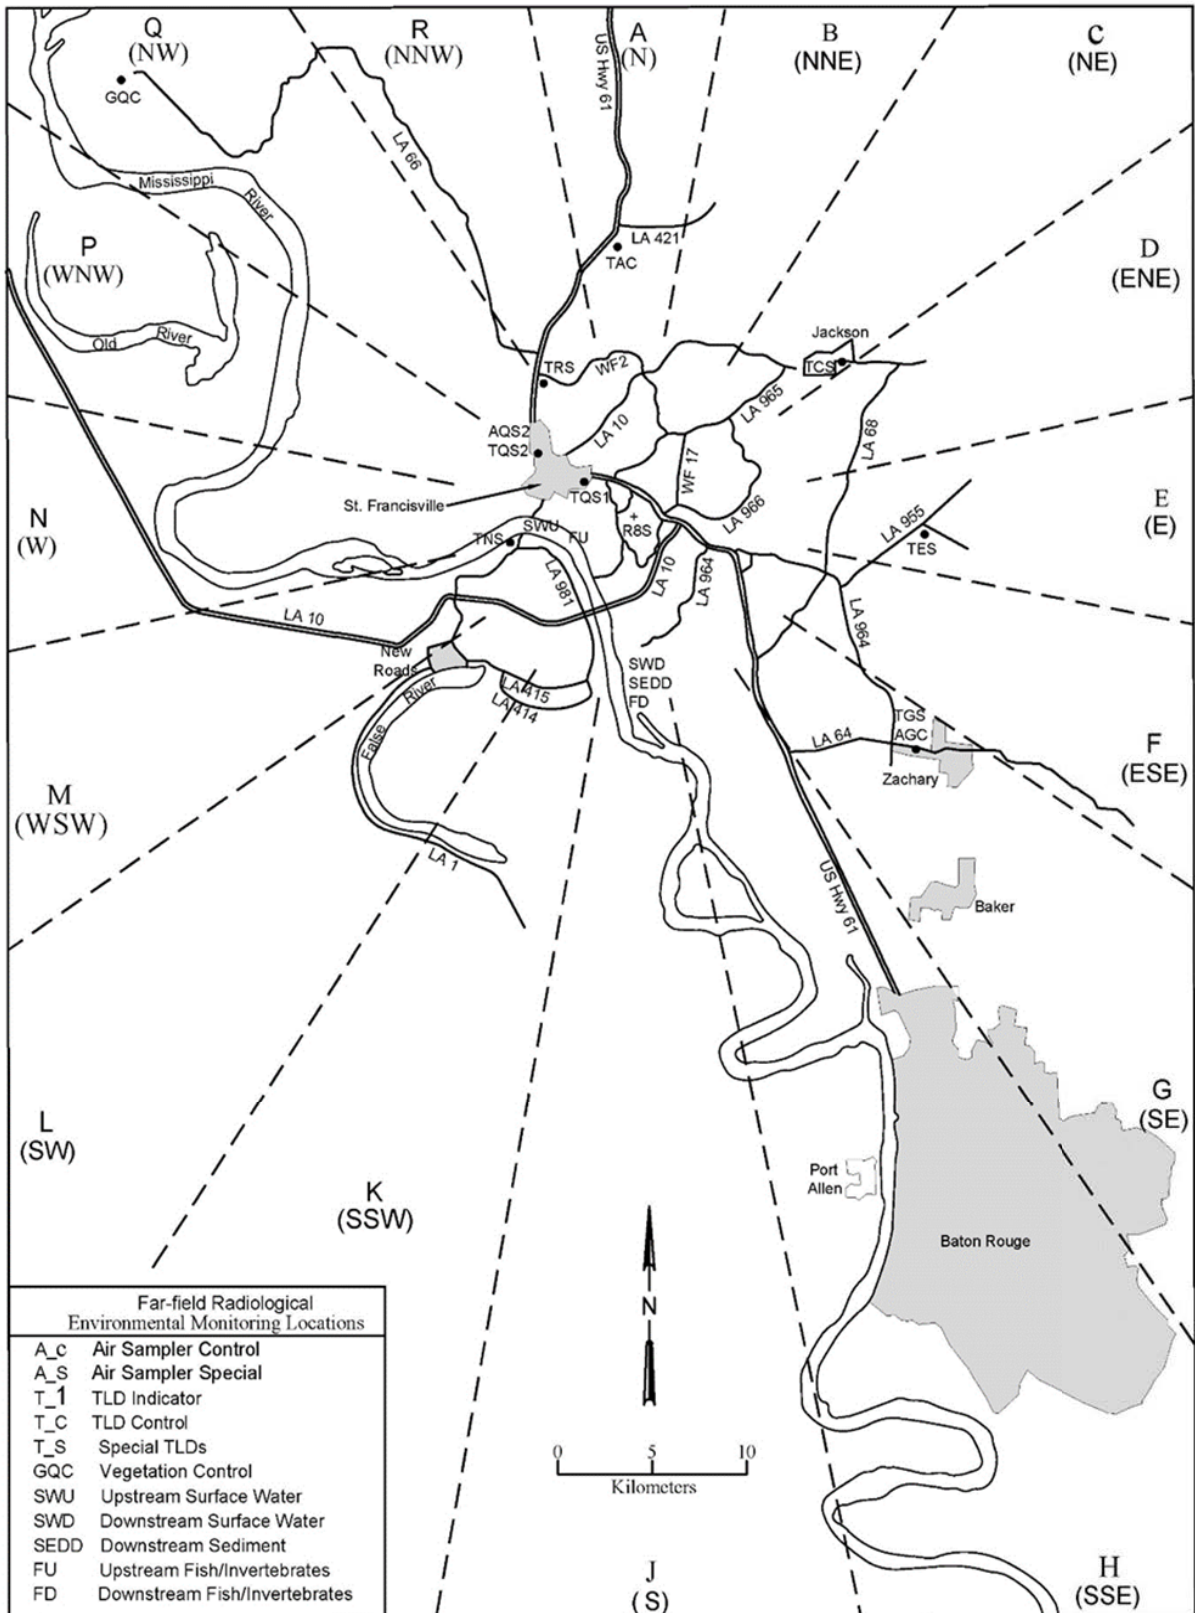 Q
(NW)
R
(NNW)
A
(N)
B
(NNE)
C
(NE)
US Hwy 61
GQC
LA 66
Mississippi
River
P
(WNW)
LA 421
TAC
D
(ENE)
Old
River
Jackson
TCS
TRS
WF2
LA 965
LA 10
AQS2
TQS2
LA 68
WF 17
TQS1
St. Francisville
E
(E)
N
(W)
SWU
FU
+
R8S
LA 966
LA 955
TES
TNS
LA 981
LA 10
LA 964
LA 964
LA 10
New
Roads
River
False
LA 415
LA 414
SWD
SEDD
FD
TGS
AGC
LA 64
Zachary
F
(ESE)
M
(WSW)
LA 1
US Hwy 61
Baker
L
(SW)
G
(SE)
K
(SSW)
Port
Allen
Baton Rouge
N
0 5 10
Kilometers
Far-field Radiological
Environmental Monitoring Locations
A_c Air Sampler Control
A_S Air Sampler Special
T_1 TLD Indicator
T_C TLD Control
T_S Special TLDs
GQC Vegetation Control
SWU Upstream Surface Water
SWD Downstream Surface Water
SEDD Downstream Sediment
FU Upstream Fish/Invertebrates
FD Downstream Fish/Invertebrates
J
(S)
H
(SSE)